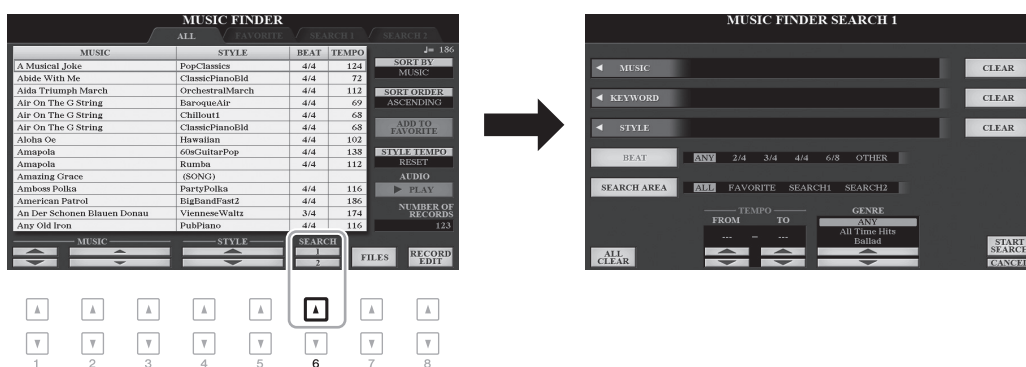 MUSIC FINDER
ALL FAVORITE SEARCH 1 SEARCH 2
MUSIC STYLE BEAT TEMPO ♩= 186
A Musical Joke PopClassics 4/4 124
Abide With Me ClassicPianoBld 4/4 72
Aida Triumph March OrchestralMarch 4/4 112
Air On The G String BaroqueAir 4/4 69
Air On The G String Chillout1 4/4 68
Air On The G String ClassicPianoBld 4/4 68
Aloha Oe Hawaiian 4/4 102
Amapola 60sGuitarPop 4/4 138
Amapola Rumba 4/4 112
Amazing Grace (SONG)
Amboss Polka PartyPolka 4/4 116
American Patrol BigBandFast2 4/4 186
An Der Schonen Blauen Donau VienneseWaltz 3/4 174
Any Old Iron PubPiano 4/4 116
SORT BY
MUSIC
SORT ORDER
ASCENDING
ADD TO
FAVORITE
STYLE TEMPO
RESET
AUDIO
▶ PLAY
NUMBER OF
RECORDS
123
MUSIC STYLE SEARCH
1
2
FILES
RECORD
EDIT
1 2 3 4 5 6 7 8
MUSIC FINDER SEARCH 1
◀ MUSIC CLEAR
◀ KEYWORD CLEAR
◀ STYLE CLEAR
BEAT ANY 2/4 3/4 4/4 6/8 OTHER
SEARCH AREA ALL FAVORITE SEARCH1 SEARCH2
TEMPO
FROM TO
--- – ---
GENRE
ANY
All Time Hits
Ballad
ALL
CLEAR
START
SEARCH
CANCEL